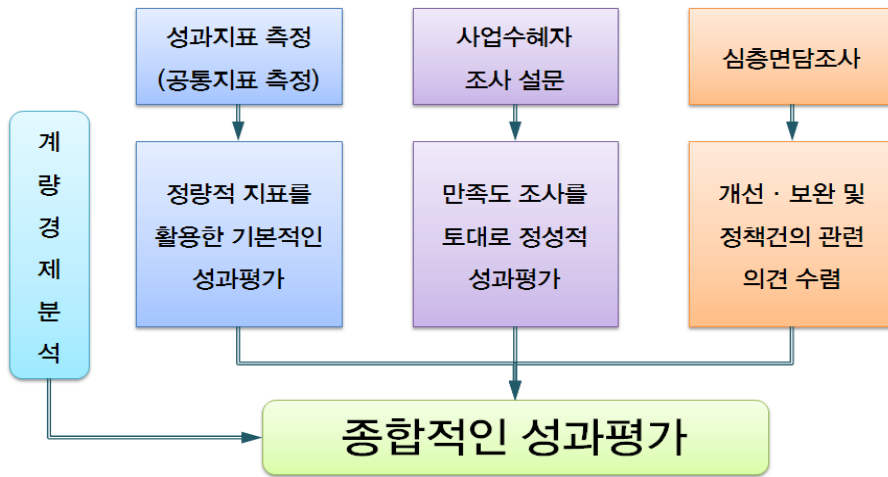 성과지표 측정
(공통지표 측정)
사업수혜자
조사 설문
심층면담조사
계
량
경
제
분
석
정량적 지표를
활용한 기본적인
성과평가
만족도 조사를
토대로 정성적
성과평가
개선 · 보완 및
정책건의 관련
의견 수렴
종합적인 성과평가